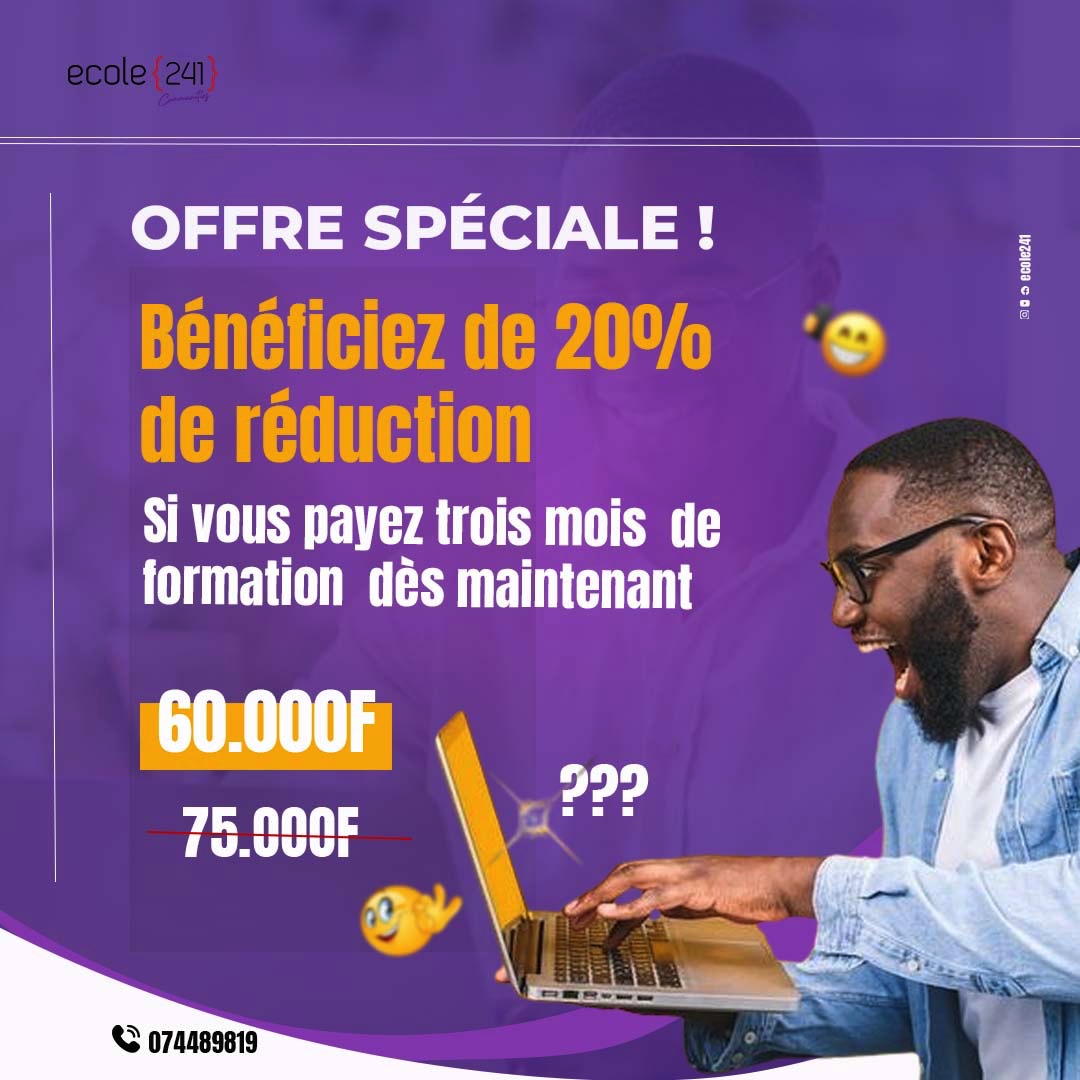 ecole {241}
Communities
OFFRE SPÉCIALE !
ecole241
Bénéficiez de 20%
de réduction
Si vous payez trois mois de
formation dès maintenant
60.000F
???
75.000F
074489819